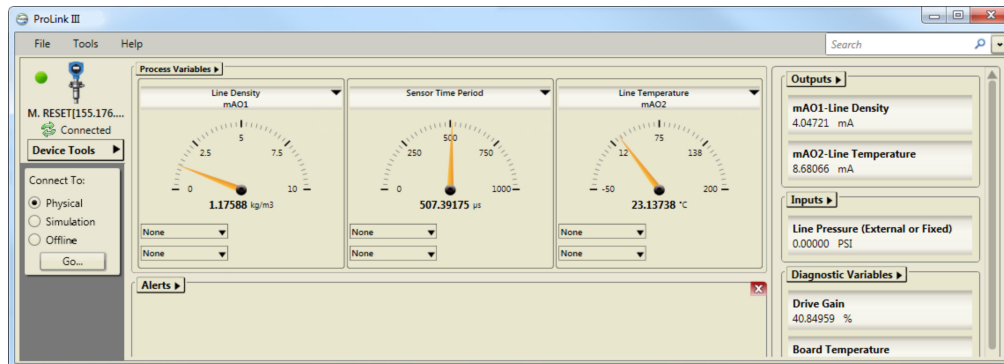 ProLink III
File Tools Help
Search
M. RESET[155.176....
Connected
Device Tools
Connect To:
Physical
Simulation
Offline
Go...
Process Variables
Line Density
mAO1
0 2.5 5 7.5 10
1.17588 kg/m3
None
None
Sensor Time Period
0 250 500 750 1000
507.39175 µs
None
None
Line Temperature
mAO2
-50 12 75 138 200
23.13738 °C
None
None
Alerts
Outputs
mAO1-Line Density
4.04721 mA
mAO2-Line Temperature
8.68066 mA
Inputs
Line Pressure (External or Fixed)
0.00000 PSI
Diagnostic Variables
Drive Gain
40.84959 %
Board Temperature